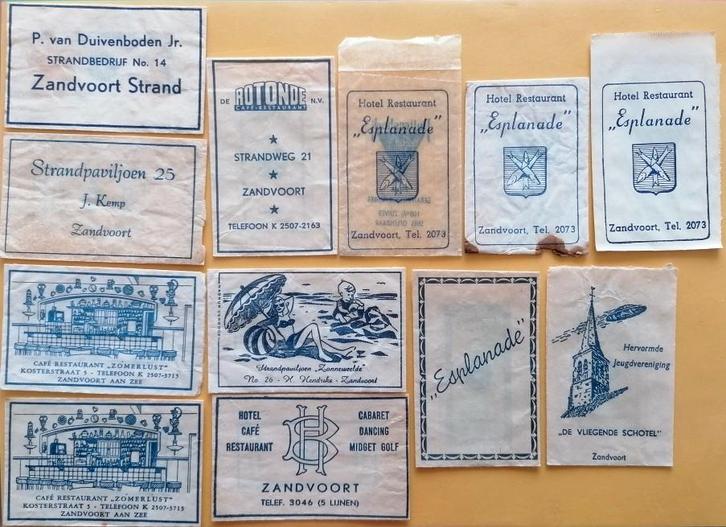 P. van Duivenboden Jr.
STRANDBEDRIJF No. 14
Zandvoort Strand
Strandpaviljoen 25
J. Kemp
Zandvoort
DE ROTONDE N.V.
CAFÉ-RESTAURANT
STRANDWEG 21
ZANDVOORT
TELEFOON K 2507-2163
Hotel Restaurant
„Esplanade”
Zandvoort, Tel. 2073
Hotel Restaurant
„Esplanade”
Zandvoort, Tel. 2073
Hotel Restaurant
„Esplanade”
Zandvoort, Tel. 2073
CAFÉ RESTAURANT „ZOMERLUST”
KOSTERSTRAAT 5 - TELEFOON K 2507-3715
ZANDVOORT AAN ZEE
Strandpaviljoen „Zonneweelde”
No. 26 - H. Hendriks - Zandvoort
„Esplanade”
Hervormde
Jeugdvereniging
„DE VLIEGENDE SCHOTEL”
Zandvoort
CAFÉ RESTAURANT „ZOMERLUST”
KOSTERSTRAAT 5 - TELEFOON K 2507-3715
ZANDVOORT AAN ZEE
HOTEL
CAFÉ
RESTAURANT
CABARET
DANCING
MIDGET GOLF
ZANDVOORT
TELEF. 3046 (5 LIJNEN)